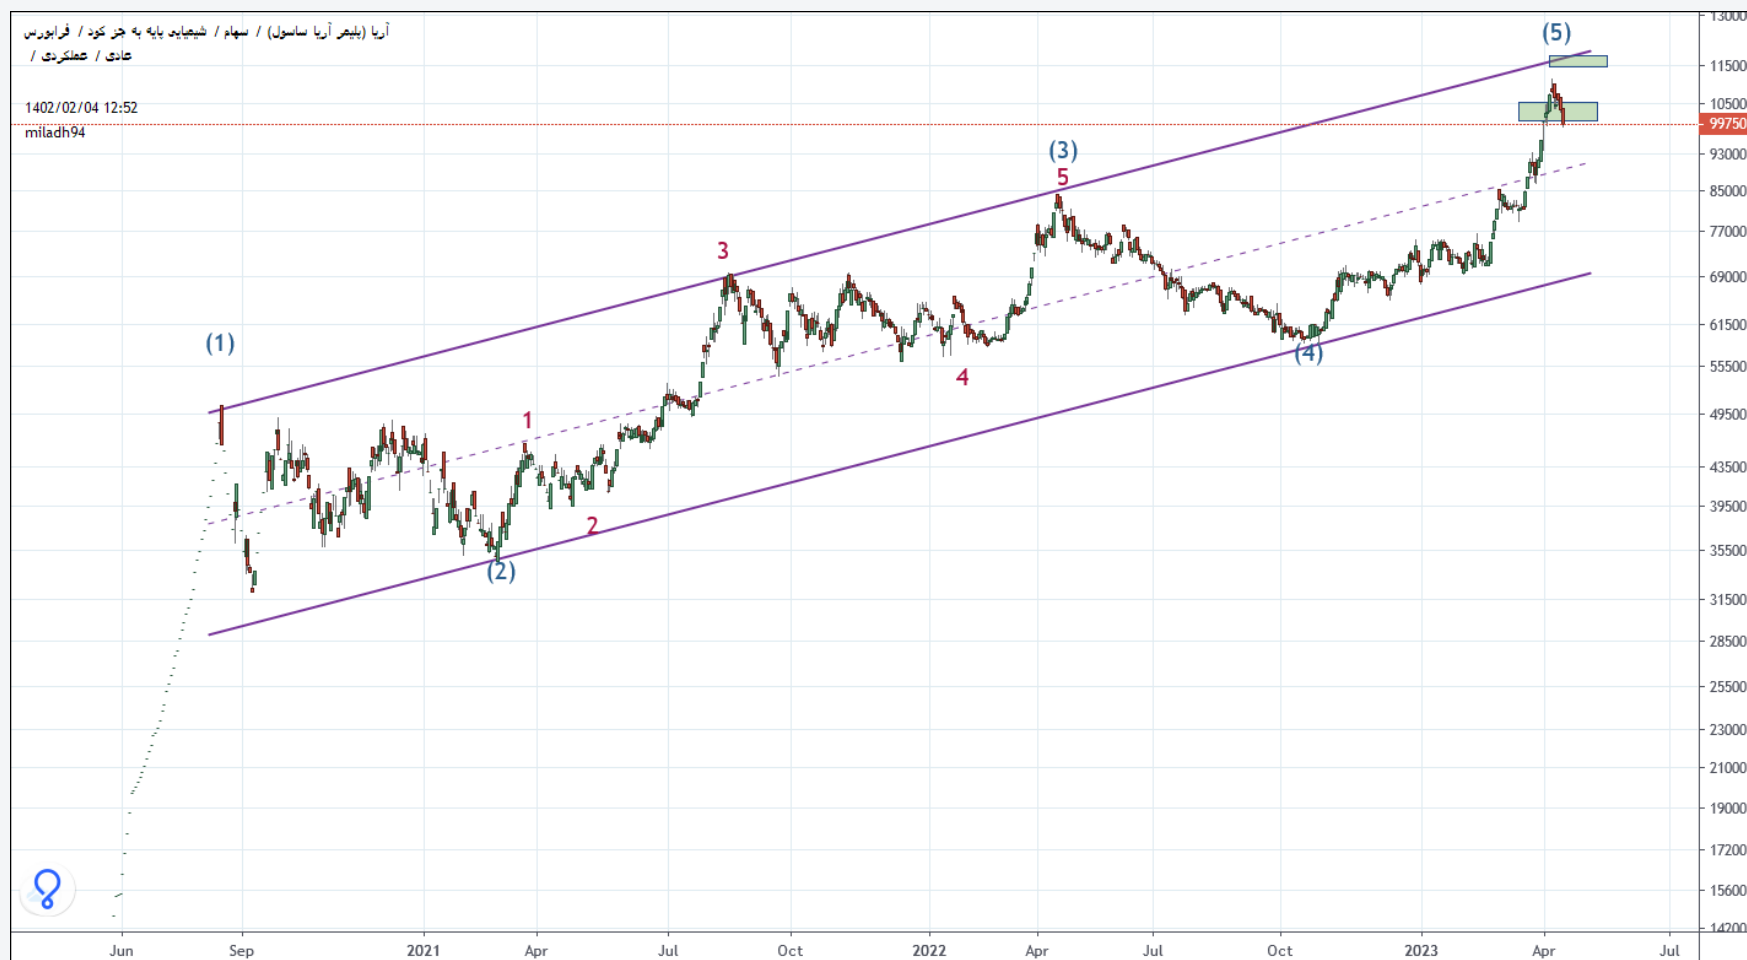 آریا (پلیمر آریا ساسول) / سهام / شیمیایی پایه به جز کود / فرابورس
عادی / عملکردی /
1402/02/04 12:52
miladh94
(1)
(2)
(3)
(4)
(5)
1
2
3
4
5
13000
11500
10500
99750
93000
85000
77000
69000
61500
55500
49500
43500
39500
35500
31500
28500
25500
23000
21000
19000
17200
15600
14200
Jun
Sep
2021
Apr
Jul
Oct
2022
Apr
Jul
Oct
2023
Apr
Jul